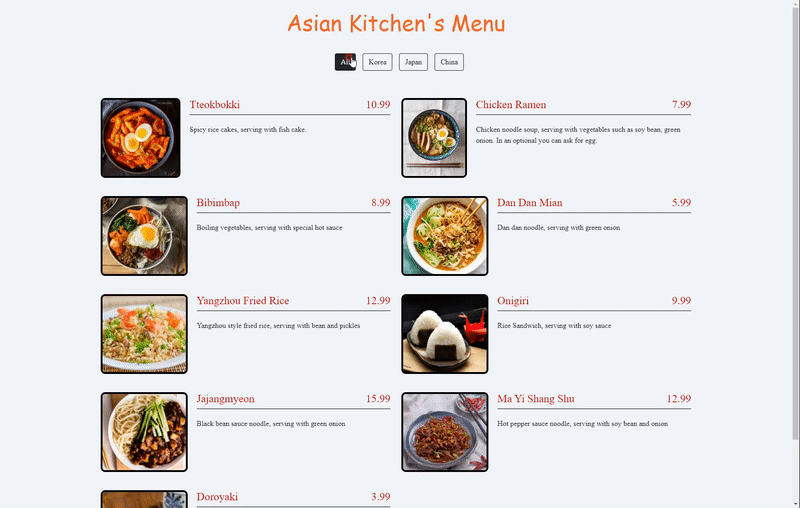 Asian Kitchen's Menu
All Korea Japan China
Tteokbokki 10.99
Spicy rice cakes, serving with fish cake.
Chicken Ramen 7.99
Chicken noodle soup, serving with vegetables such as soy bean, green
onion. In an optional you can ask for egg.
Bibimbap 8.99
Boiling vegetables, serving with special hot sauce
Dan Dan Mian 5.99
Dan dan noodle, serving with green onion
Yangzhou Fried Rice 12.99
Yangzhou style fried rice, serving with bean and pickles
Onigiri 9.99
Rice Sandwich, serving with soy sauce
Jajangmyeon 15.99
Black bean sauce noodle, serving with green onion
Ma Yi Shang Shu 12.99
Hot pepper sauce noodle, serving with soy bean and onion
Doroyaki 3.99